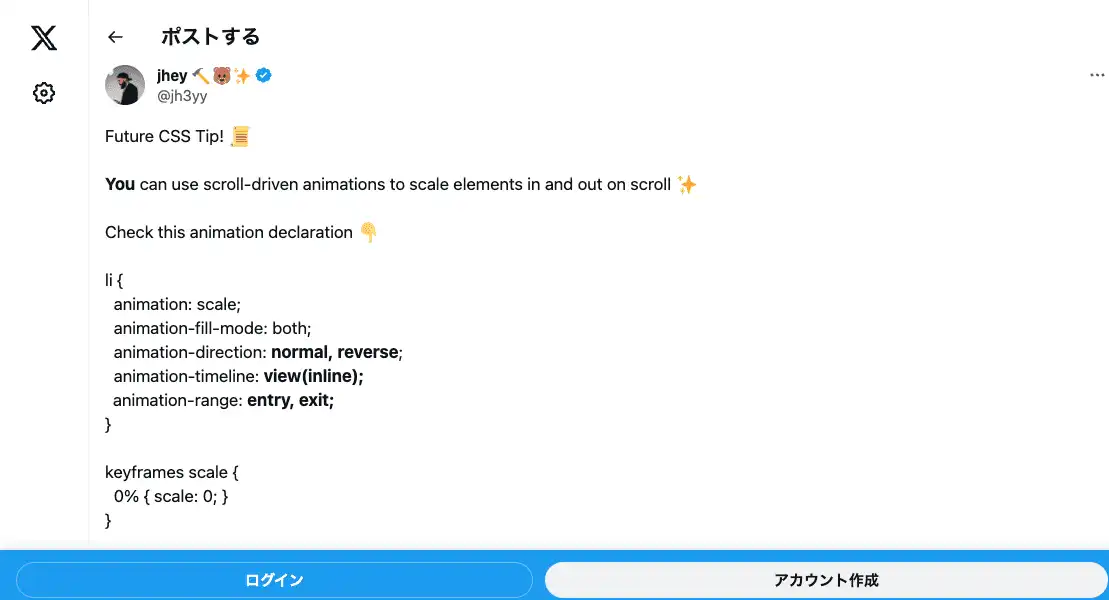 ポストする
jhey 🔨🐻✨
@jh3yy
Future CSS Tip! 📜
You can use scroll-driven animations to scale elements in and out on scroll ✨
Check this animation declaration 👇
li {
animation: scale;
animation-fill-mode: both;
animation-direction: normal, reverse;
animation-timeline: view(inline);
animation-range: entry, exit;
}
keyframes scale {
0% { scale: 0; }
}
ログイン
アカウント作成